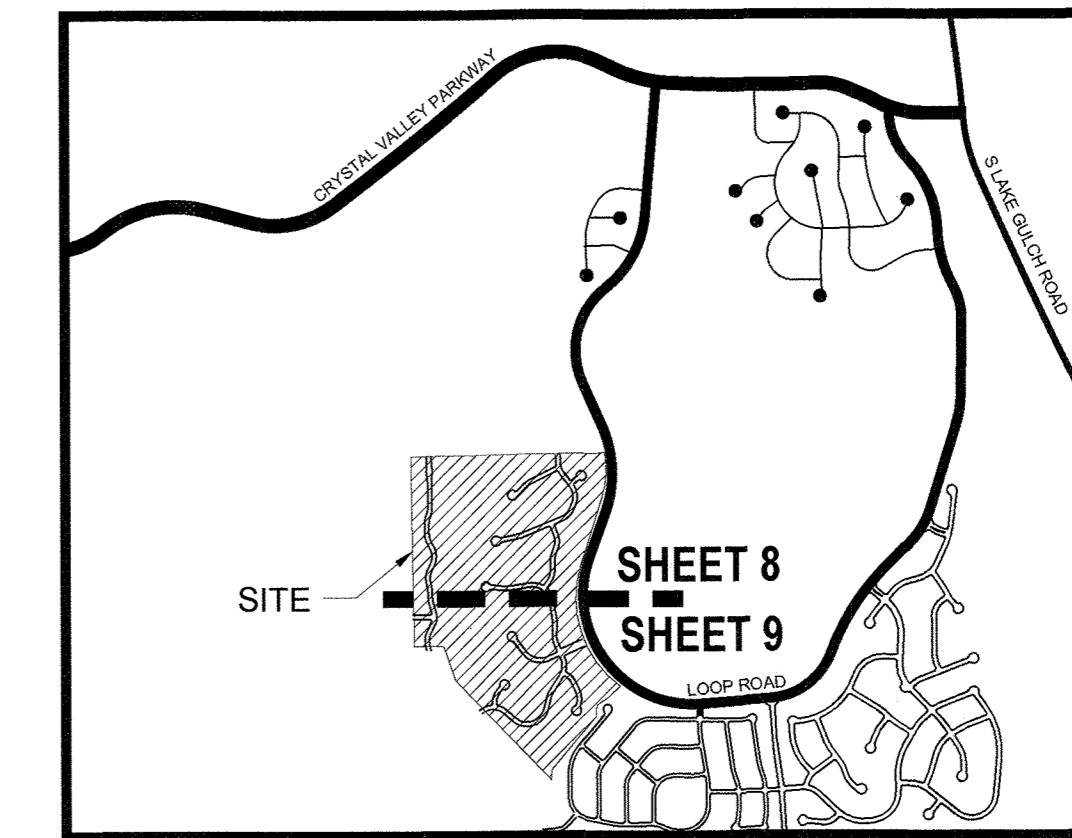 CRYSTAL VALLEY PARKWAY
S LAKE GULCH ROAD
SHEET 8
SITE
SHEET 9
LOOP ROAD